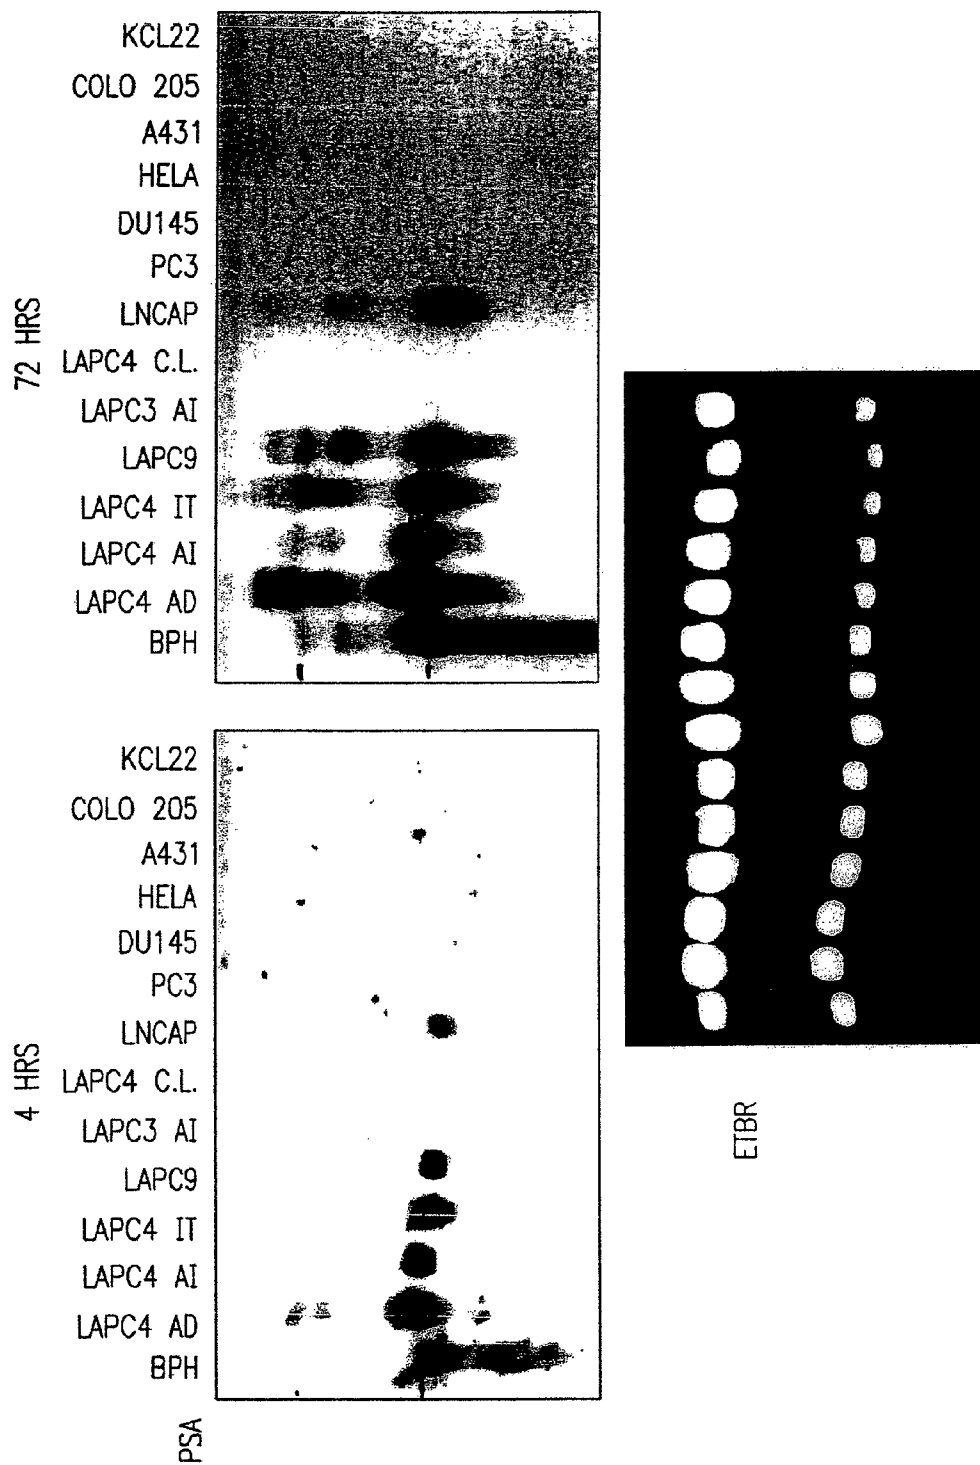 72 HRS
KCL22
COLO 205
A431
HELA
DU145
PC3
LNCAP
LAPC4 C.L.
LAPC3 AI
LAPC9
LAPC4 IT
LAPC4 AI
LAPC4 AD
BPH
4 HRS
KCL22
COLO 205
A431
HELA
DU145
PC3
LNCAP
LAPC4 C.L.
LAPC3 AI
LAPC9
LAPC4 IT
LAPC4 AI
LAPC4 AD
BPH
PSA
ETBR